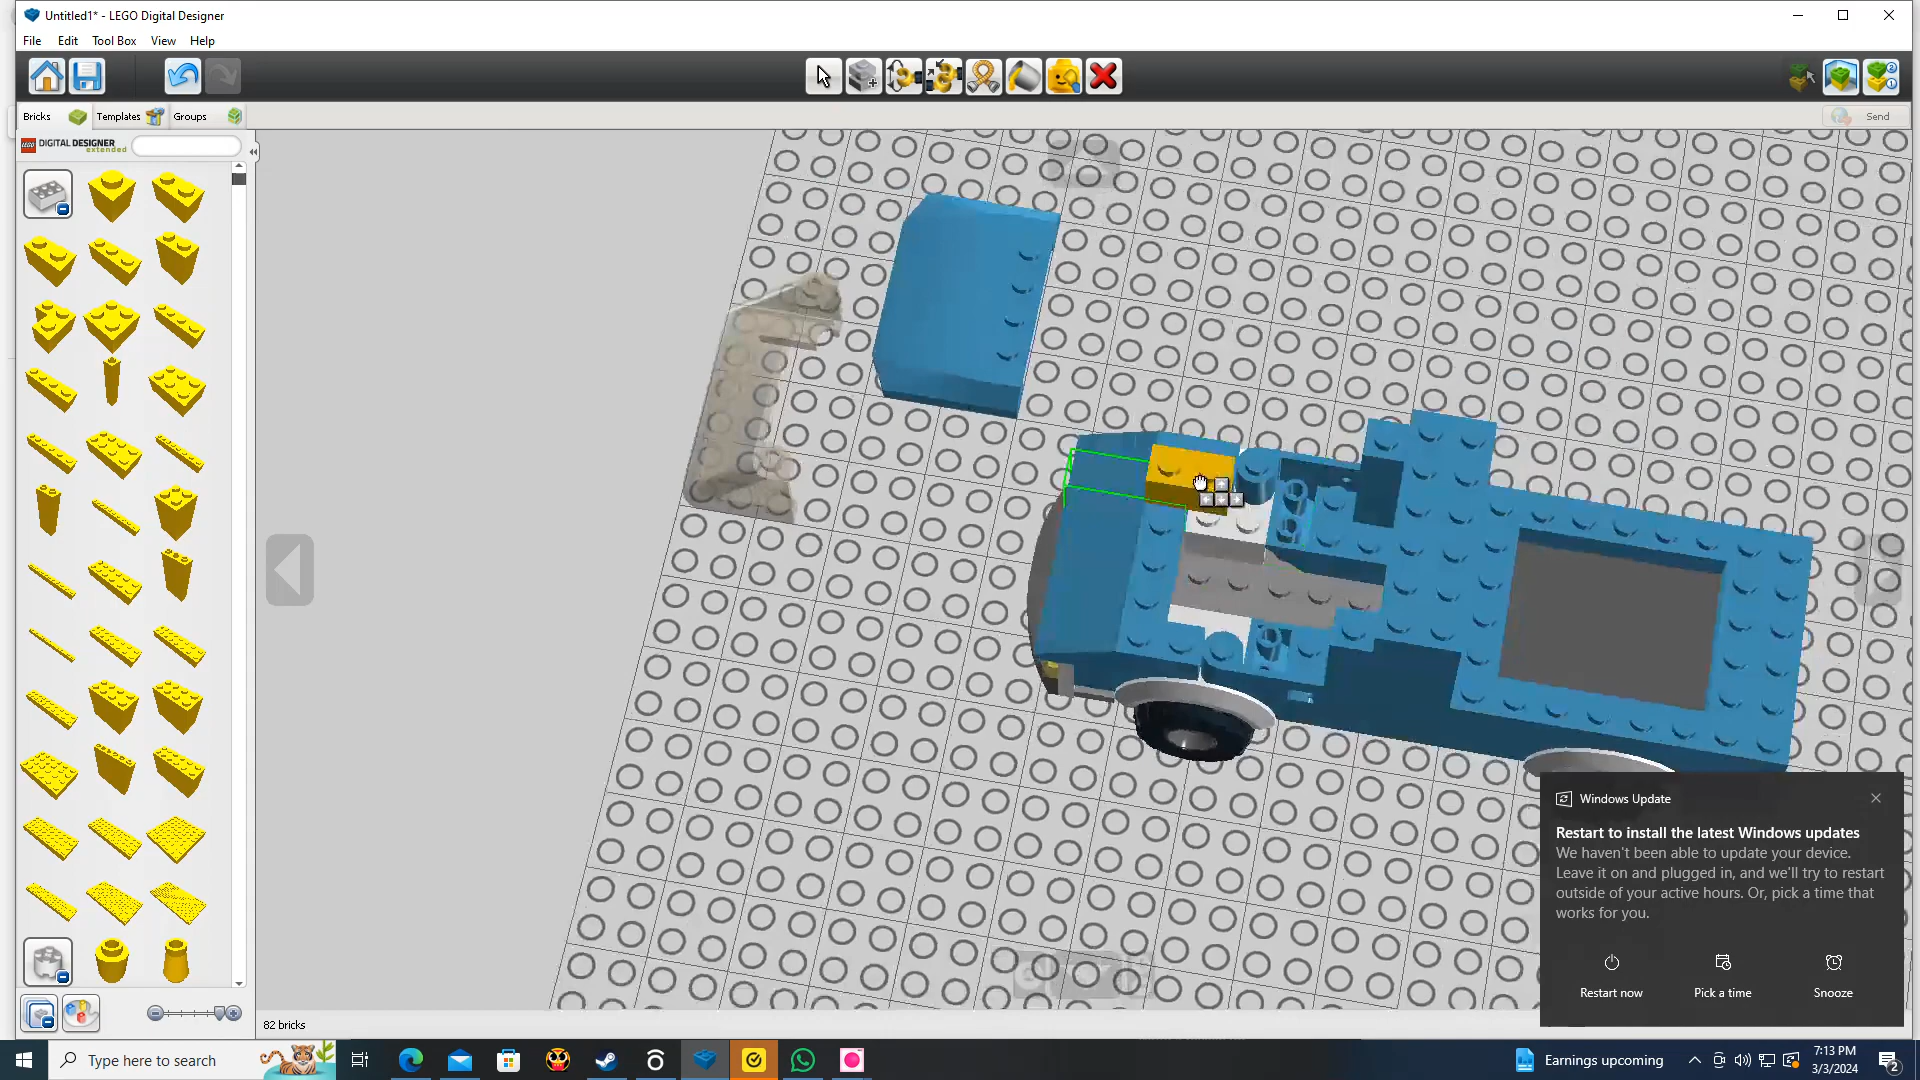 Untitled1* - LEGO Digital Designer
File Edit Tool Box View Help
Bricks Templates Groups
Send
LEGO DIGITAL DESIGNER
extended
Windows Update
Restart to install the latest Windows updates
We haven't been able to update your device.
Leave it on and plugged in, and we'll try to restart
outside of your active hours. Or, pick a time that
works for you.
Restart now Pick a time Snooze
82 bricks
Type here to search
Earnings upcoming
7:13 PM
3/3/2024
2